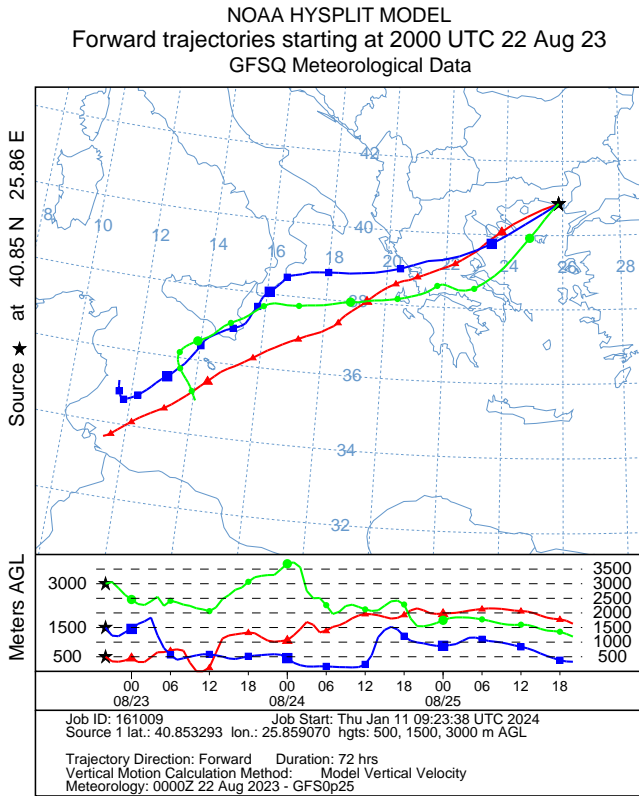 NOAA HYSPLIT MODEL
Forward trajectories starting at 2000 UTC 22 Aug 23
GFSQ Meteorological Data
Source ★ at 40.85 N 25.86 E
42
40
8 10 12 14 16 18 20 22 24 26 28
38
36
34
32
Meters AGL
3000
1500
500
3500
3000
2500
2000
1500
1000
500
00 06 12 18 00 06 12 18 00 06 12 18
08/23 08/24 08/25
Job ID: 161009 Job Start: Thu Jan 11 09:23:38 UTC 2024
Source 1 lat.: 40.853293 lon.: 25.859070 hgts: 500, 1500, 3000 m AGL
Trajectory Direction: Forward Duration: 72 hrs
Vertical Motion Calculation Method: Model Vertical Velocity
Meteorology: 0000Z 22 Aug 2023 - GFS0p25